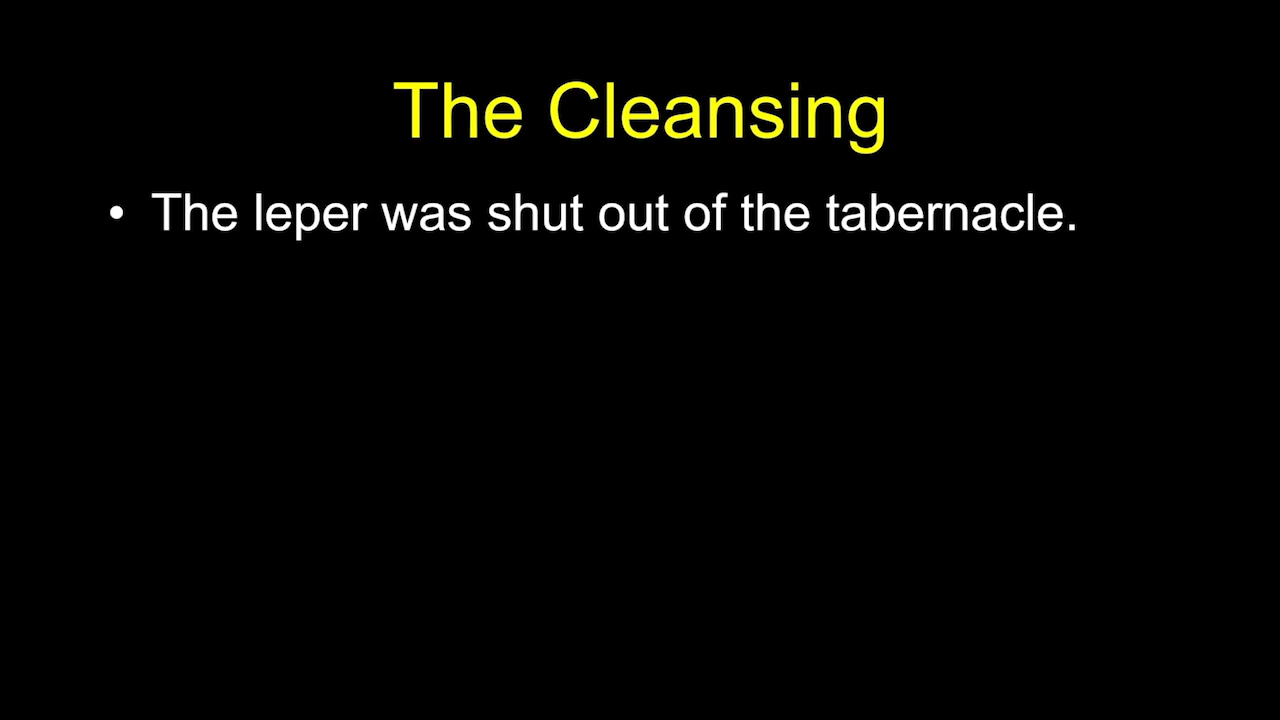 The Cleansing
• The leper was shut out of the tabernacle.